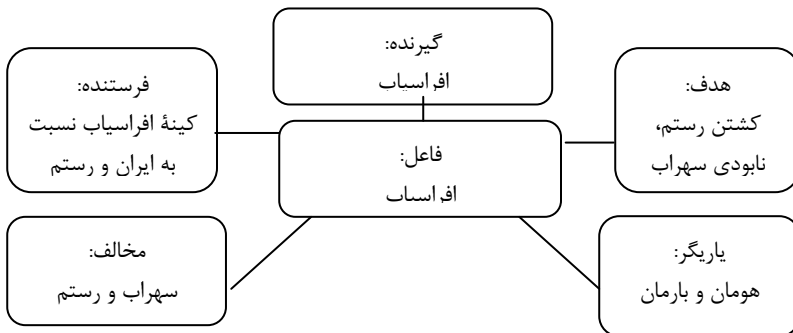 گیرنده:
افراسیاب
هدف:
کشتن رستم،
نابودی سهراب
فرستنده:
کینۀ افراسیاب نسبت
به ایران و رستم
فاعل:
افراسیاب
یاریگر:
هومان و بارمان
مخالف:
سهراب و رستم